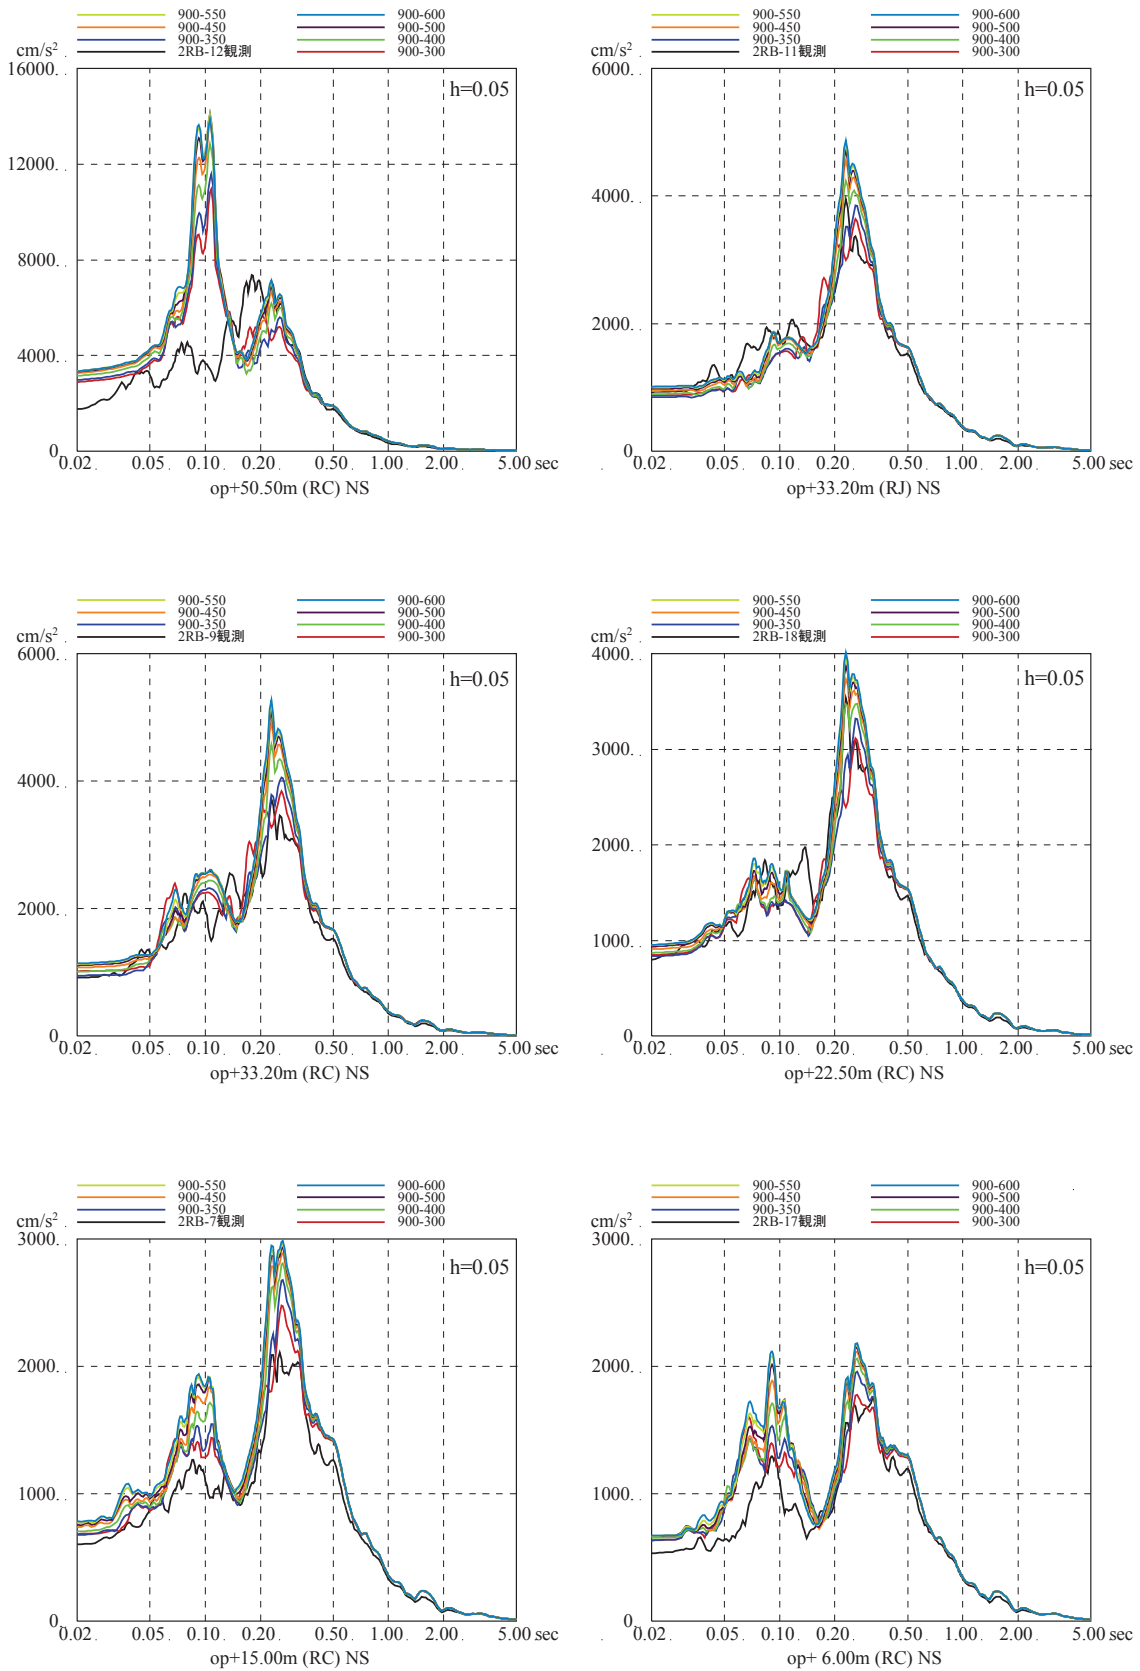 900-550 900-600
900-450 900-500
900-350 900-400
2RB-12観測 900-300
cm/s²
16000.
h=0.05
12000.
8000.
4000.
0
0.02 0.05 0.10 0.20 0.50 1.00 2.00 5.00 sec
op+50.50m (RC) NS
900-550 900-600
900-450 900-500
900-350 900-400
2RB-11観測 900-300
cm/s²
6000.
h=0.05
4000.
2000.
0
0.02 0.05 0.10 0.20 0.50 1.00 2.00 5.00 sec
op+33.20m (RJ) NS
900-550 900-600
900-450 900-500
900-350 900-400
2RB-9観測 900-300
cm/s²
6000.
h=0.05
4000.
2000.
0
0.02 0.05 0.10 0.20 0.50 1.00 2.00 5.00 sec
op+33.20m (RC) NS
900-550 900-600
900-450 900-500
900-350 900-400
2RB-18観測 900-300
cm/s²
4000.
h=0.05
3000.
2000.
1000.
0
0.02 0.05 0.10 0.20 0.50 1.00 2.00 5.00 sec
op+22.50m (RC) NS
900-550 900-600
900-450 900-500
900-350 900-400
2RB-7観測 900-300
cm/s²
3000.
h=0.05
2000.
1000.
0
0.02 0.05 0.10 0.20 0.50 1.00 2.00 5.00 sec
op+15.00m (RC) NS
900-550 900-600
900-450 900-500
900-350 900-400
2RB-17観測 900-300
cm/s²
3000.
h=0.05
2000.
1000.
0
0.02 0.05 0.10 0.20 0.50 1.00 2.00 5.00 sec
op+ 6.00m (RC) NS